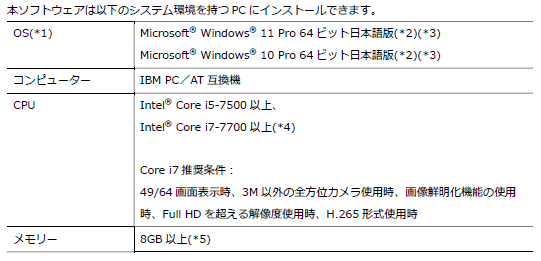 本ソフトウェアは以下のシステム環境を持つ PC にインストールできます。
OS(*1)
Microsoft® Windows® 11 Pro 64 ビット日本語版(*2)(*3)
Microsoft® Windows® 10 Pro 64 ビット日本語版(*2)(*3)
コンピューター
IBM PC／AT 互換機
CPU
Intel® Core i5-7500 以上、
Intel® Core i7-7700 以上(*4)
Core i7 推奨条件：
49/64 画面表示時、3M 以外の全方位カメラ使用時、画像鮮明化機能の使用
時、Full HD を超える解像度使用時、H.265 形式使用時
メモリー
8GB 以上(*5)